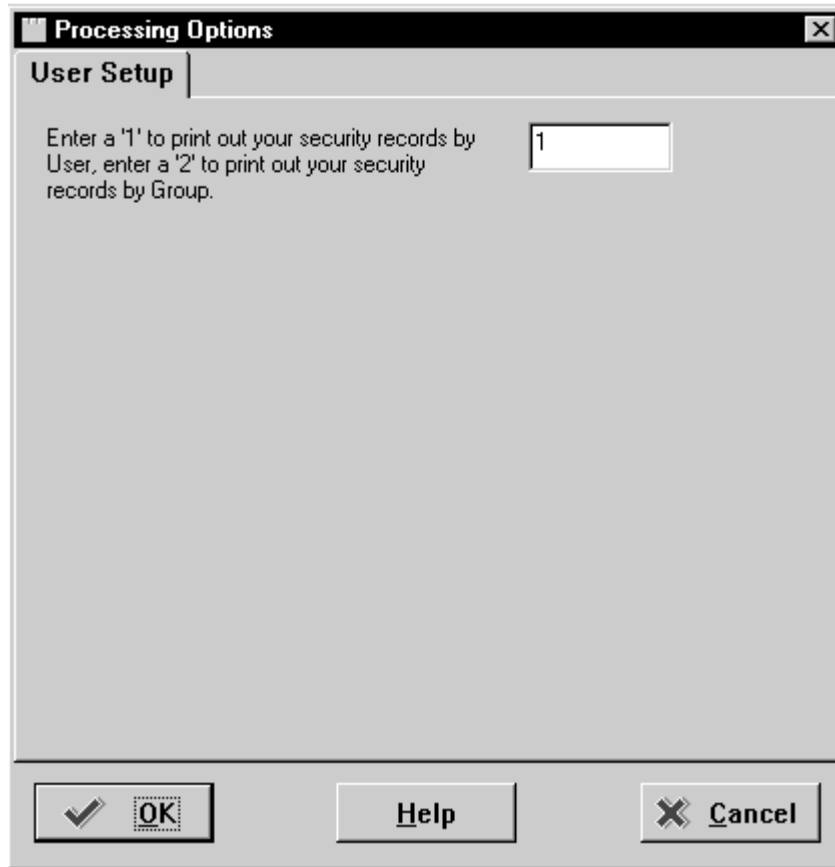 Processing Options
User Setup
Enter a '1' to print out your security records by
User, enter a '2' to print out your security
records by Group.
1
OK
Help
Cancel